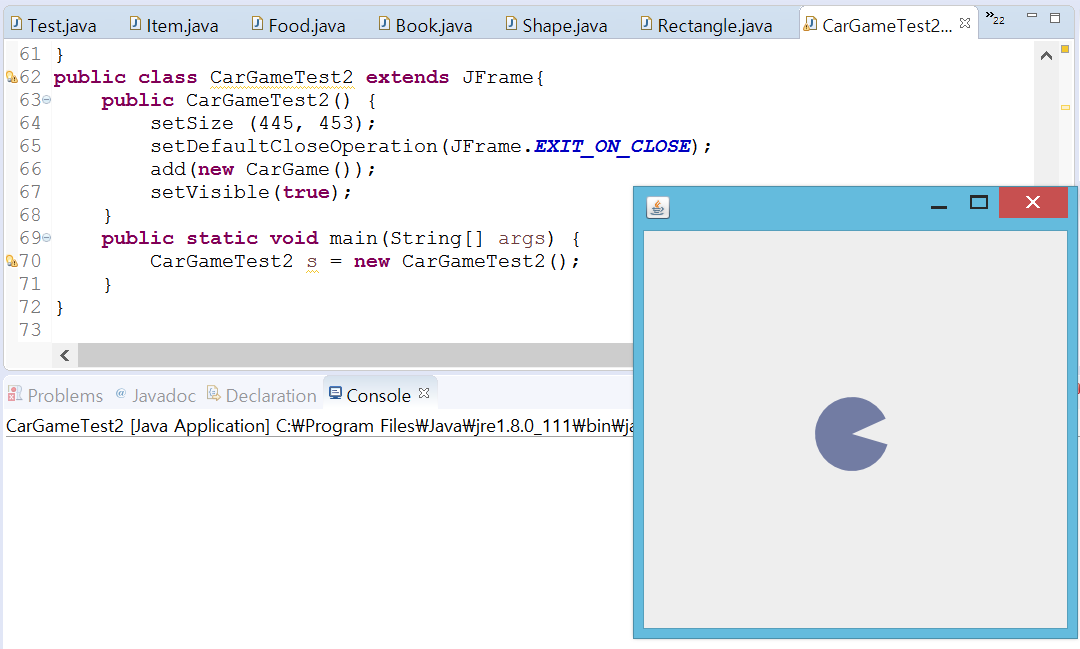 Test.java Item.java Food.java Book.java Shape.java Rectangle.java CarGameTest2... »22
61 }
62 public class CarGameTest2 extends JFrame{
63 public CarGameTest2() {
64 setSize (445, 453);
65 setDefaultCloseOperation(JFrame.EXIT_ON_CLOSE);
66 add(new CarGame());
67 setVisible(true);
68 }
69 public static void main(String[] args) {
70 CarGameTest2 s = new CarGameTest2();
71 }
72 }
73
Problems @ Javadoc Declaration Console
CarGameTest2 [Java Application] C:₩Program Files₩Java₩jre1.8.0_111₩bin₩ja